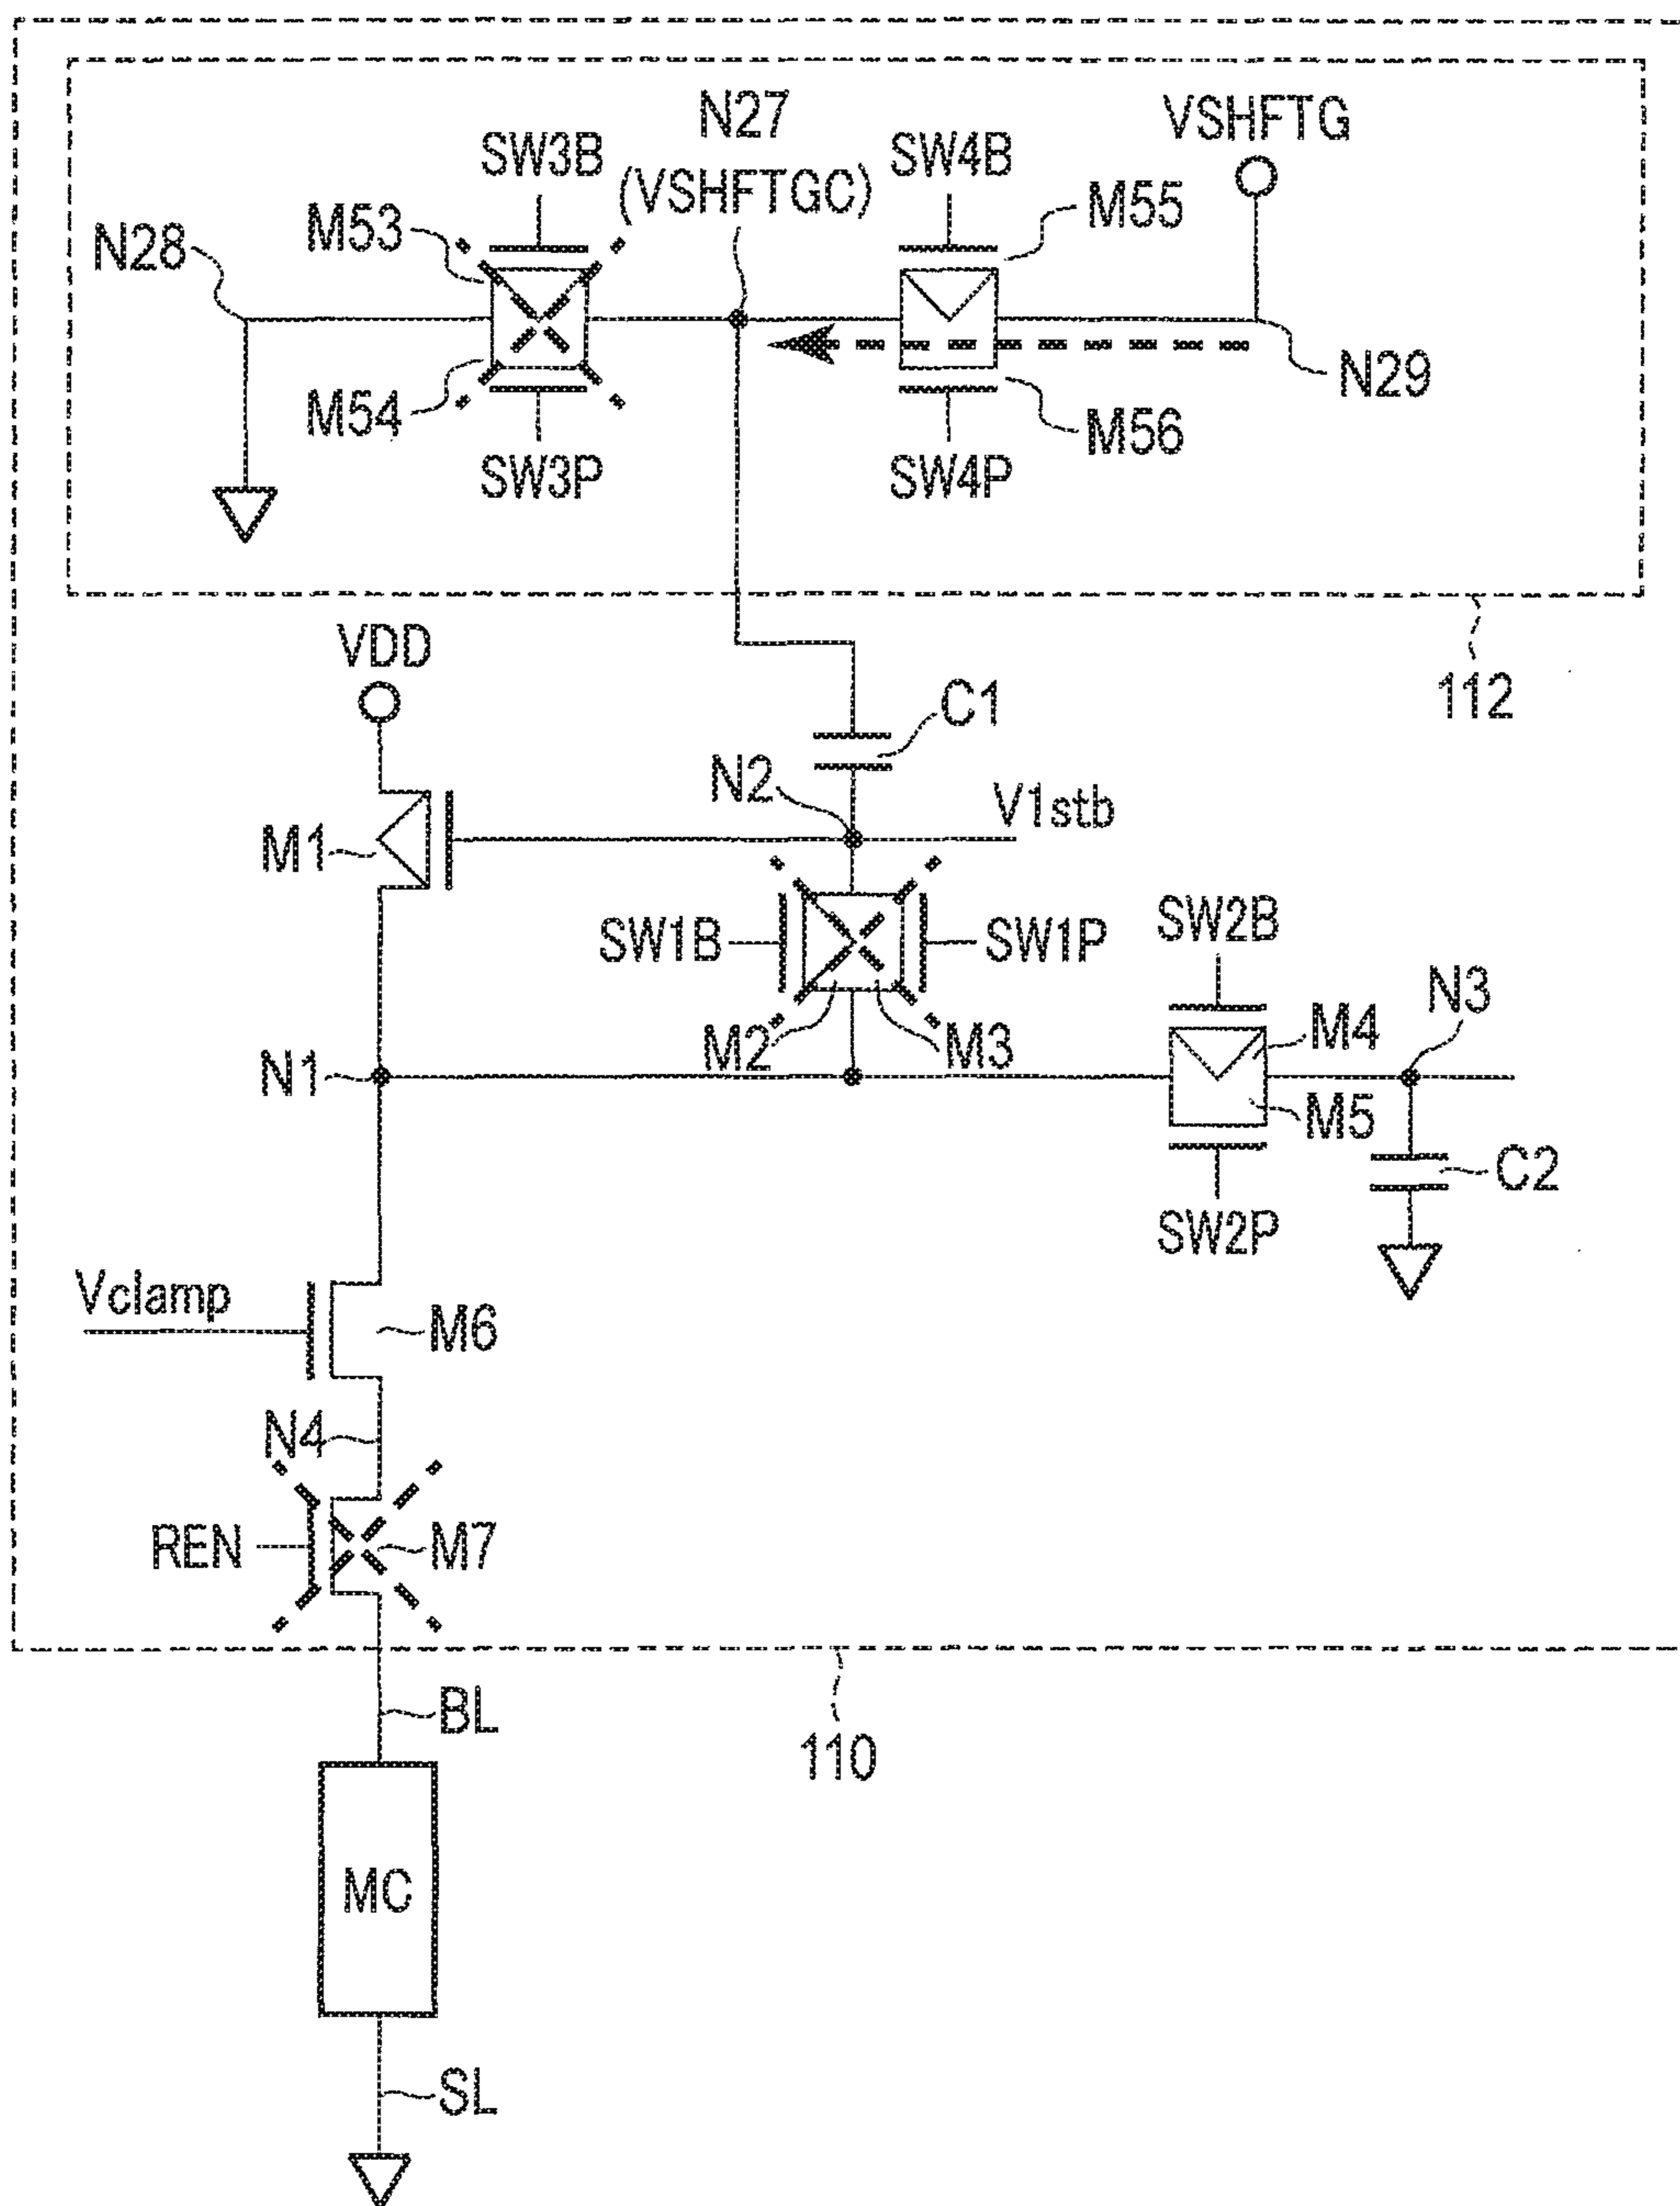 N27
(VSHFTGC)
VSHFTG
SW3B
SW4B
M53
M55
N28
M54
M56
N29
SW3P
SW4P
112
VDD
C1
N2
V1stb
M1
SW1B
SW1P
SW2B
M2
M3
M4
N3
N1
M5
C2
SW2P
Vclamp
M6
N4
REN
M7
BL
110
MC
SL